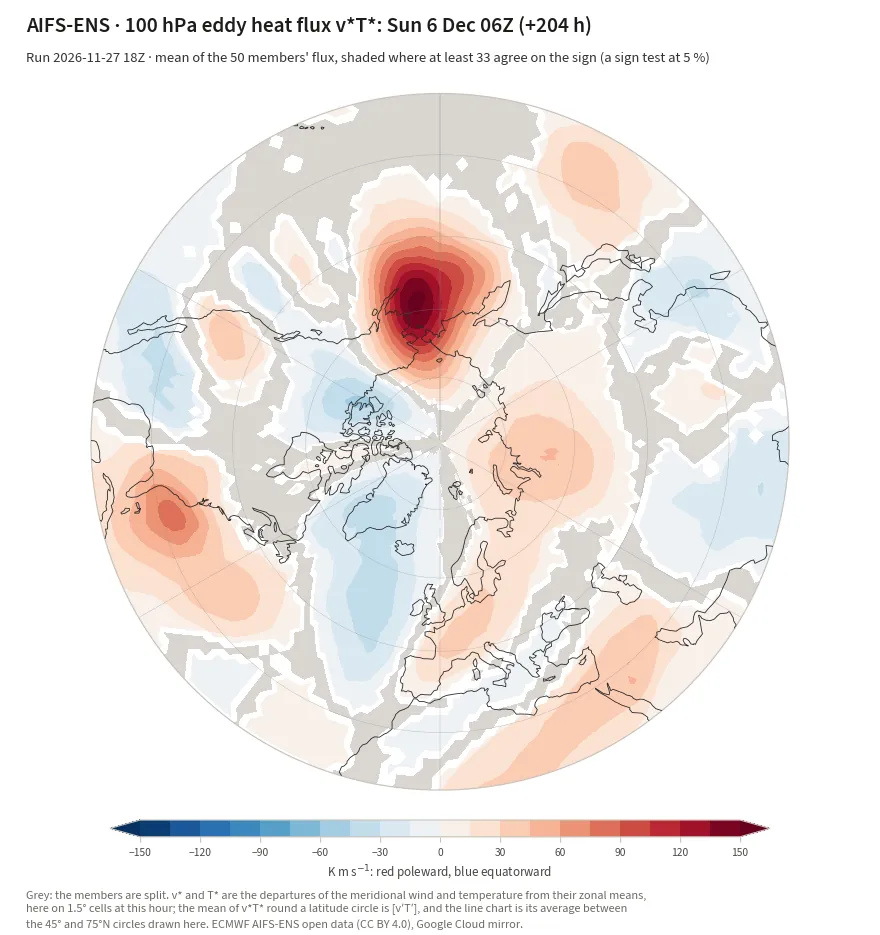 AIFS-ENS · 100 hPa eddy heat flux v*T*: Sun 6 Dec 06Z (+204 h)
Run 2026-11-27 18Z · mean of the 50 members' flux, shaded where at least 33 agree on the sign (a sign test at 5 %)
−150 −120 −90 −60 −30 0 30 60 90 120 150
K m s⁻¹: red poleward, blue equatorward
Grey: the members are split. v* and T* are the departures of the meridional wind and temperature from their zonal means,
here on 1.5° cells at this hour; the mean of v*T* round a latitude circle is [v'T'], and the line chart is its average between
the 45° and 75°N circles drawn here. ECMWF AIFS-ENS open data (CC BY 4.0), Google Cloud mirror.